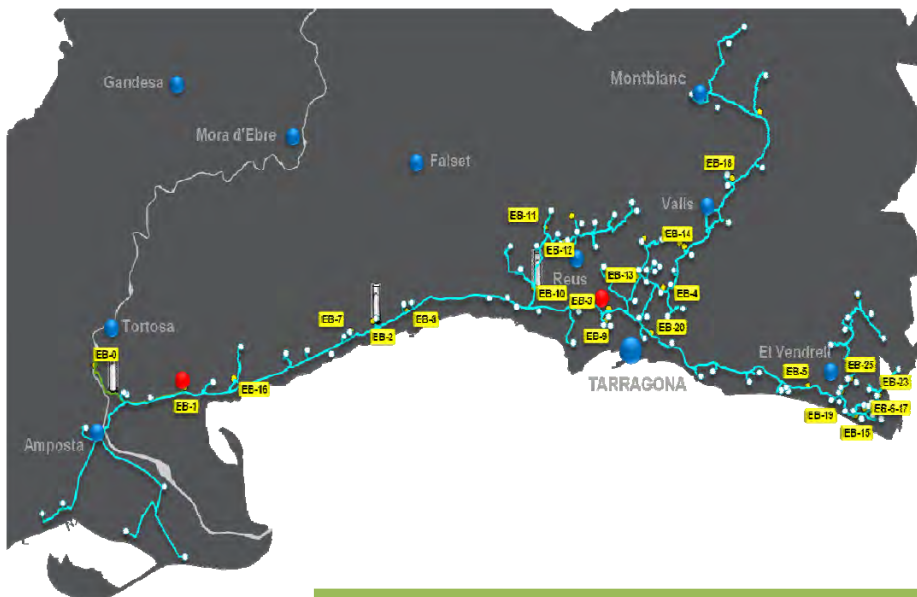 Gandesa
Montblanc
Mora d'Ebre
Falset
EB-18
Valls
EB-11
EB-14
EB-12
Reus
EB-13
EB-10
EB-3
EB-4
EB-7
EB-2
EB-8
EB-9
EB-20
Tortosa
EB-0
El Vendrell
EB-25
EB-23
TARRAGONA
EB-5
EB-16
EB-1
EB-19
EB-6-17
EB-15
Amposta